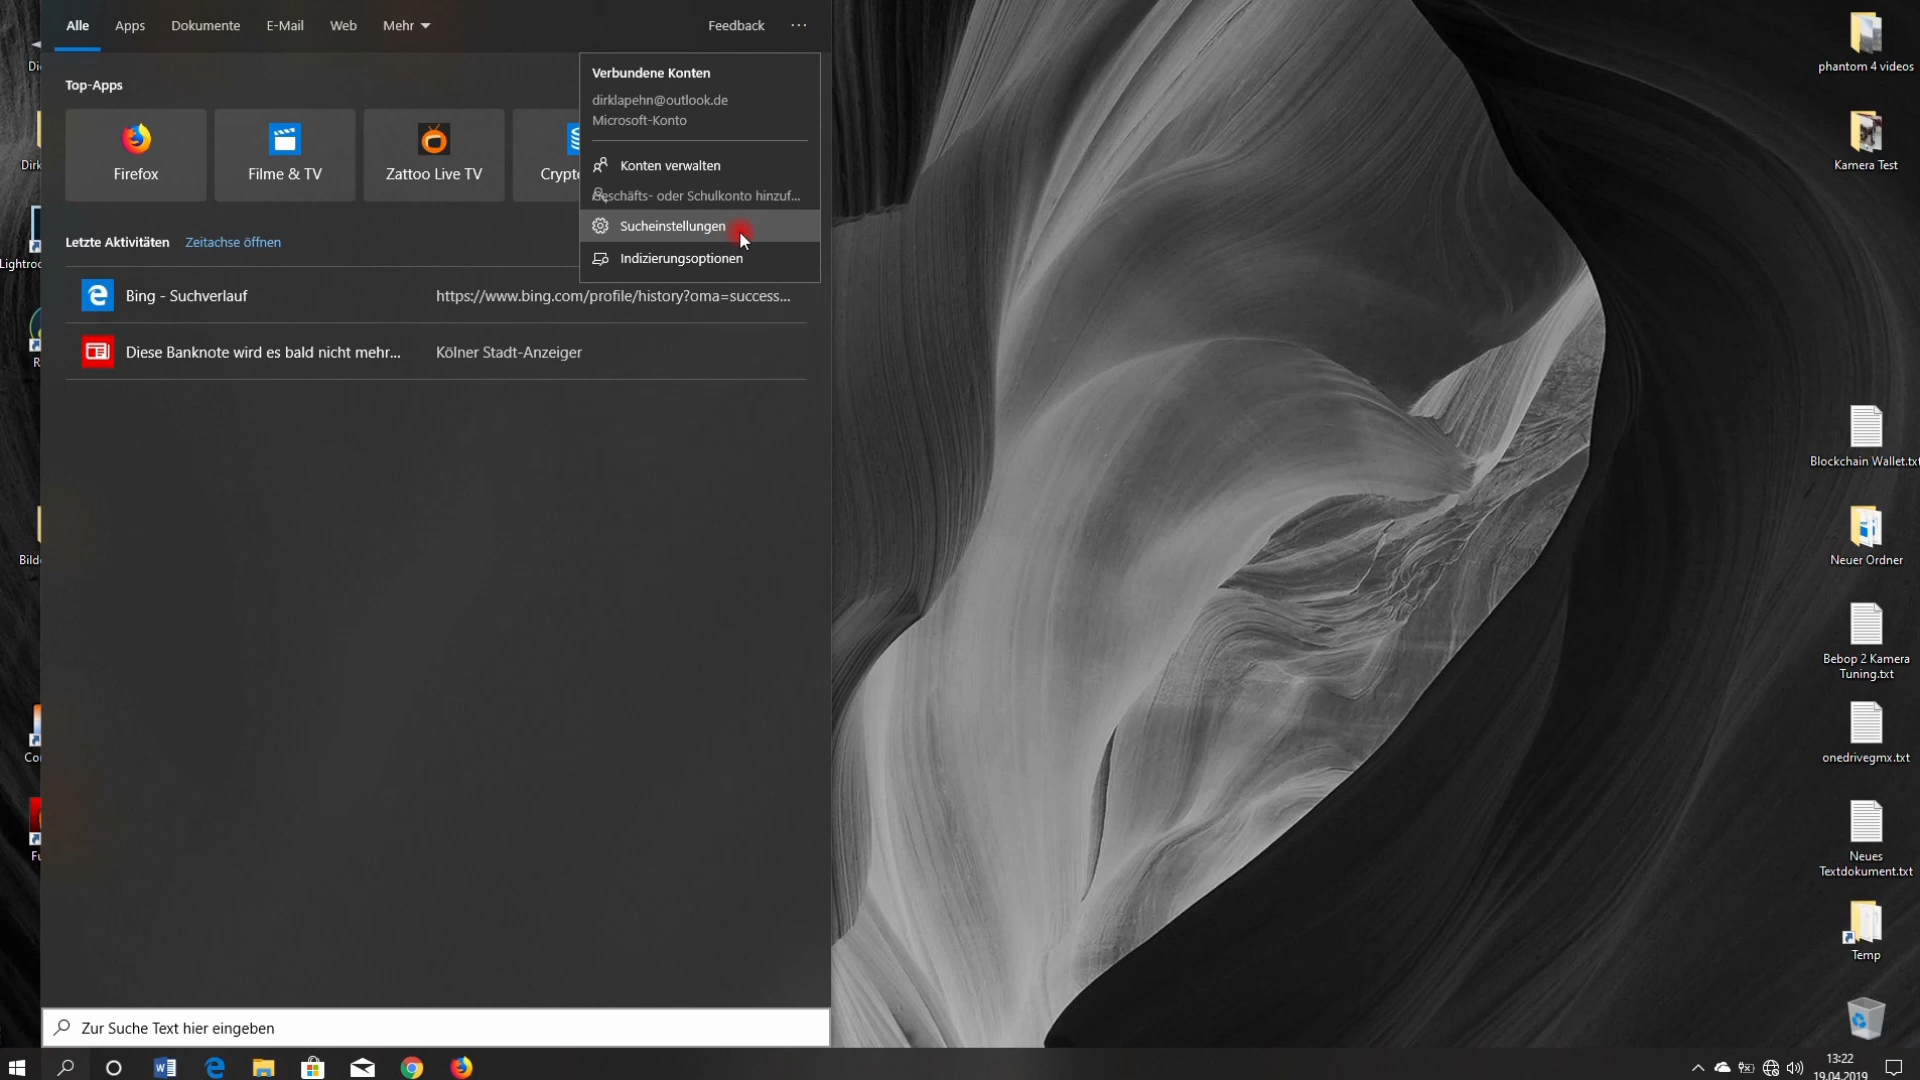 Alle Apps Dokumente E-Mail Web Mehr Feedback ...
Verbundene Konten
dirklapehn@outlook.de
Microsoft-Konto
Konten verwalten
Geschäfts- oder Schulkonto hinzuf...
Sucheinstellungen
Indizierungsoptionen
Top-Apps
Firefox
Filme & TV
Zattoo Live TV
Letzte Aktivitäten Zeitachse öffnen
Bing - Suchverlauf https://www.bing.com/profile/history?oma=success...
Diese Banknote wird es bald nicht mehr... Kölner Stadt-Anzeiger
Zur Suche Text hier eingeben
phantom 4 videos
Kamera Test
Blockchain Wallet.txt
Neuer Ordner
Bebop 2 Kamera
Tuning.txt
onedrivegmx.txt
Neues
Textdokument.txt
Temp
13:22
19.04.2019